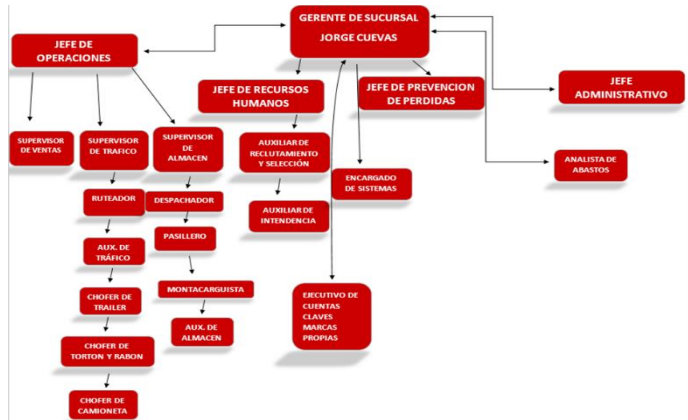 GERENTE DE SUCURSAL
JORGE CUEVAS
JEFE DE
OPERACIONES
JEFE DE RECURSOS
HUMANOS
JEFE DE PREVENCION
DE PERDIDAS
JEFE
ADMINISTRATIVO
SUPERVISOR
DE VENTAS
SUPERVISOR
DE TRAFICO
SUPERVISOR
DE
ALMACEN
AUXILIAR DE
RECLUTAMIENTO
Y SELECCIÓN
ENCARGADO
DE SISTEMAS
ANALISTA DE
ABASTOS
RUTEADOR
DESPACHADOR
AUXILIAR DE
INTENDENCIA
AUX. DE
TRÁFICO
PASILLERO
CHOFER DE
TRAILER
MONTACARGUISTA
EJECUTIVO DE
CUENTAS
CLAVES
MARCAS
PROPIAS
CHOFER DE
TORTON Y RABON
AUX. DE
ALMACEN
CHOFER DE
CAMIONETA